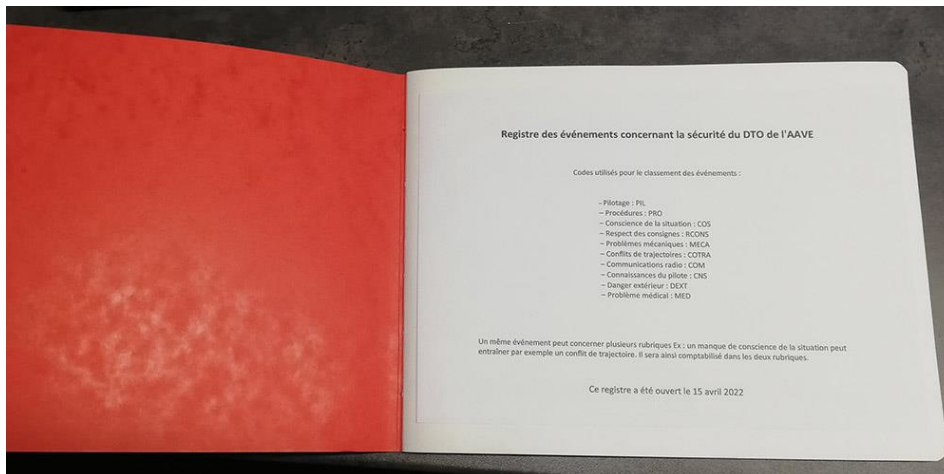 Registre des événements concernant la sécurité du DTO de l'AAVE
Codes utilisés pour le classement des événements :
- Pilotage : PIL
– Procédures : PRO
– Conscience de la situation : COS
– Respect des consignes : RCONS
– Problèmes mécaniques : MECA
– Conflits de trajectoires : COTRA
– Communications radio : COM
– Connaissances du pilote : CNS
– Danger extérieur : DEXT
– Problème médical : MED
Un même événement peut concerner plusieurs rubriques Ex : un manque de conscience de la situation peut
entraîner par exemple un conflit de trajectoire. Il sera ainsi comptabilisé dans les deux rubriques.
Ce registre a été ouvert le 15 avril 2022